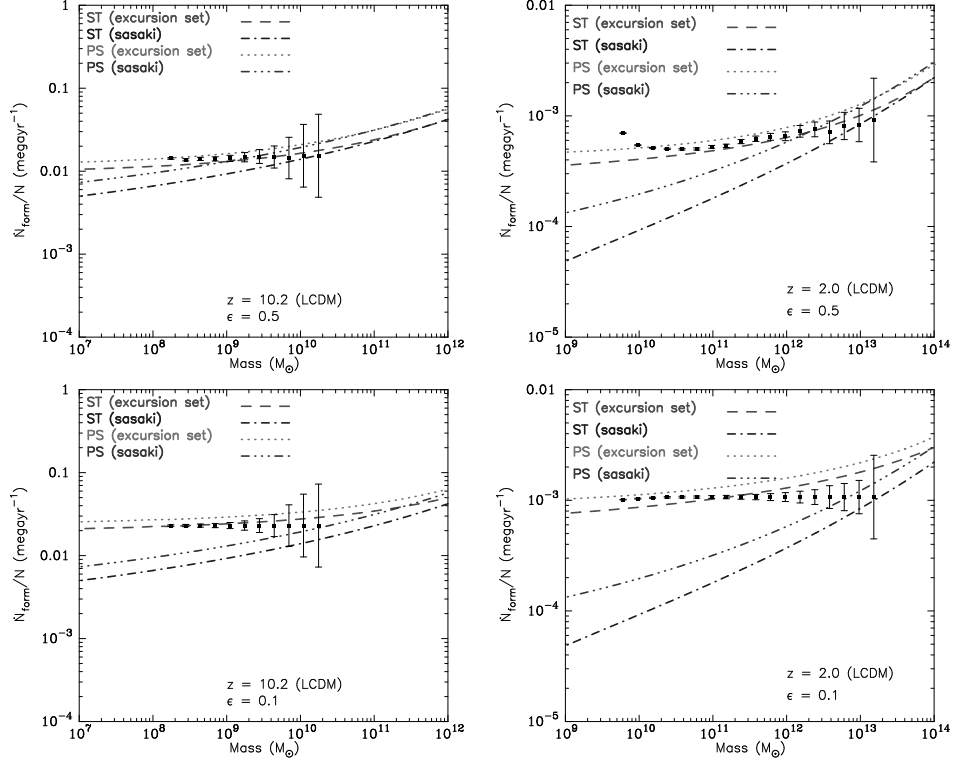 1
0.1
0.01
10⁻³
10⁻⁴
Ṅform/N (megayr⁻¹)
ST (excursion set)
ST (sasaki)
PS (excursion set)
PS (sasaki)
z = 10.2 (LCDM)
ϵ = 0.5
10⁷ 10⁸ 10⁹ 10¹⁰ 10¹¹ 10¹²
Mass (M⊙)
0.01
10⁻³
10⁻⁴
10⁻⁵
Ṅform/N (megayr⁻¹)
ST (excursion set)
ST (sasaki)
PS (excursion set)
PS (sasaki)
z = 2.0 (LCDM)
ϵ = 0.5
10⁹ 10¹⁰ 10¹¹ 10¹² 10¹³ 10¹⁴
Mass (M⊙)
1
0.1
0.01
10⁻³
10⁻⁴
Ṅform/N (megayr⁻¹)
ST (excursion set)
ST (sasaki)
PS (excursion set)
PS (sasaki)
z = 10.2 (LCDM)
ϵ = 0.1
10⁷ 10⁸ 10⁹ 10¹⁰ 10¹¹ 10¹²
Mass (M⊙)
0.01
10⁻³
10⁻⁴
10⁻⁵
Ṅform/N (megayr⁻¹)
ST (excursion set)
ST (sasaki)
PS (excursion set)
PS (sasaki)
z = 2.0 (LCDM)
ϵ = 0.1
10⁹ 10¹⁰ 10¹¹ 10¹² 10¹³ 10¹⁴
Mass (M⊙)